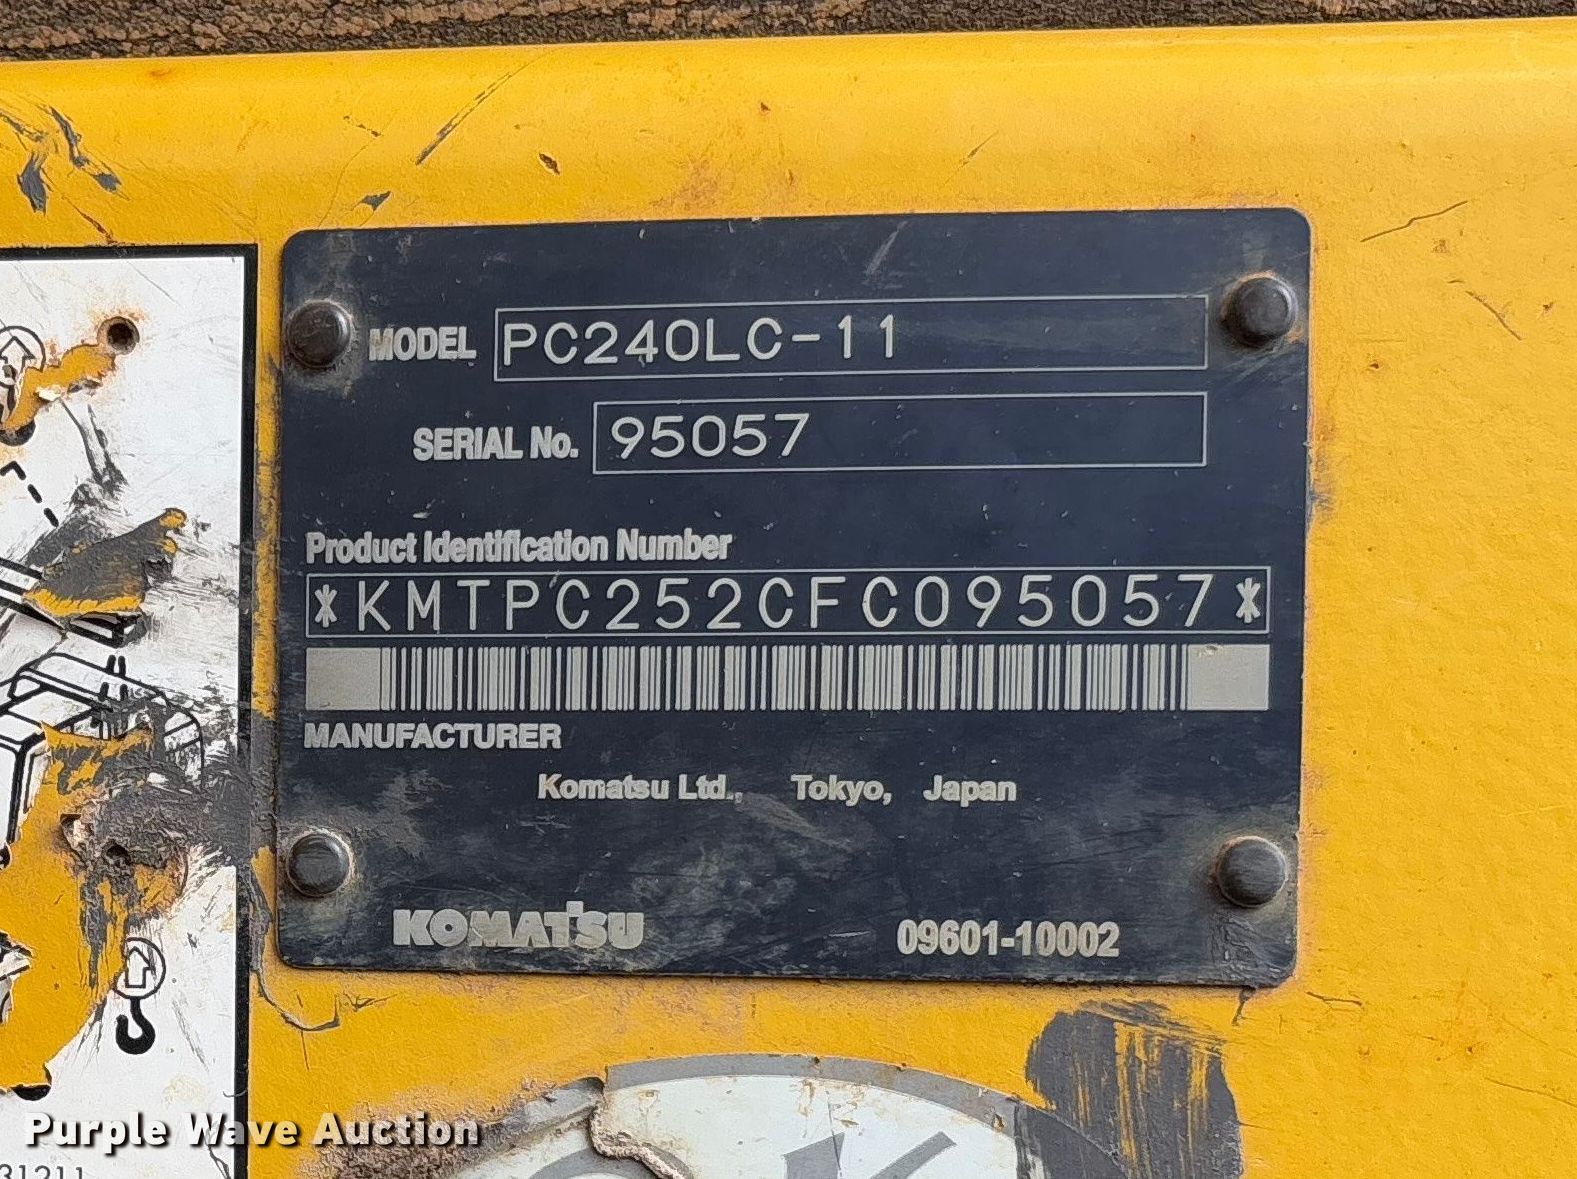 MODEL PC240LC-11
SERIAL No. 95057
Product Identification Number
*KMTPC252CFC095057*
MANUFACTURER
Komatsu Ltd., Tokyo, Japan
KOMATSU 09601-10002
Purple Wave Auction
31211